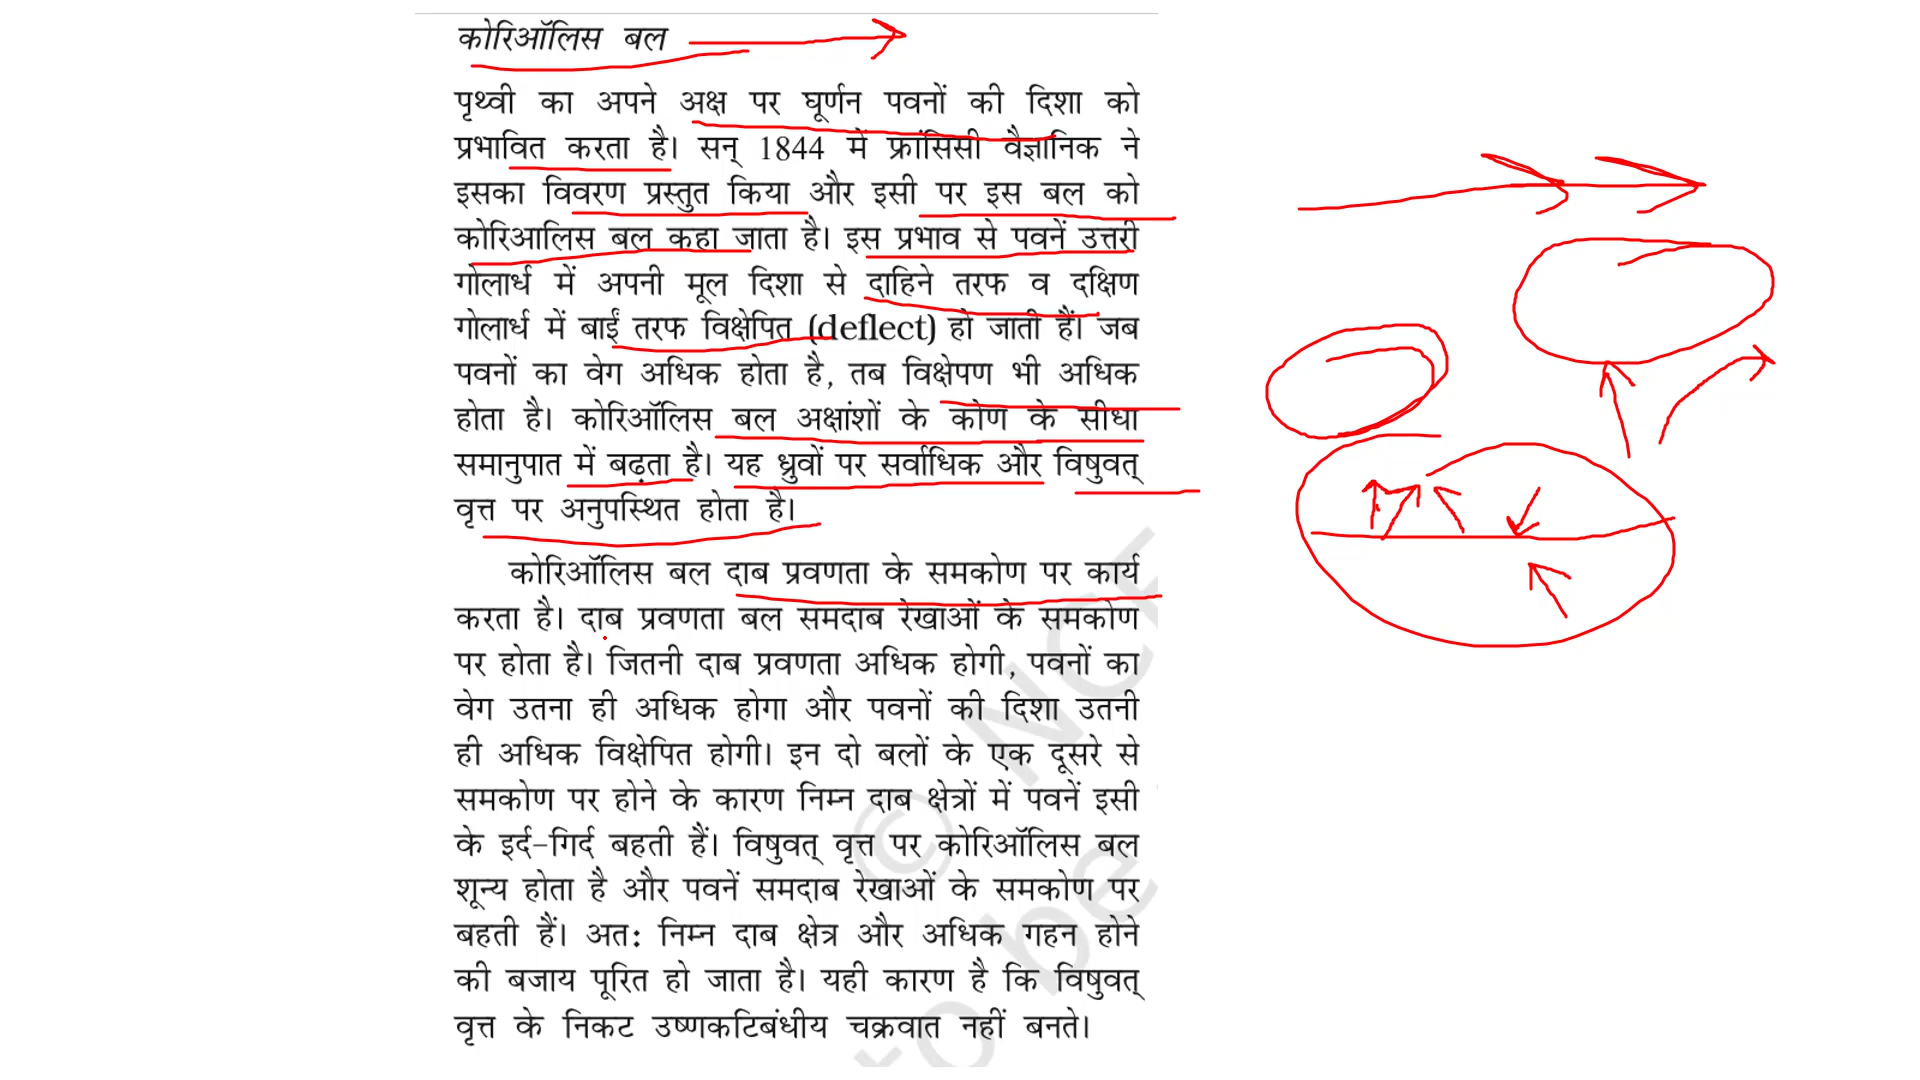 कोरिऑलिस बल
पृथ्वी का अपने अक्ष पर घूर्णन पवनों की दिशा को
प्रभावित करता है। सन् 1844 में फ्रांसिसी वैज्ञानिक ने
इसका विवरण प्रस्तुत किया और इसी पर इस बल को
कोरिआलिस बल कहा जाता है। इस प्रभाव से पवनें उत्तरी
गोलार्ध में अपनी मूल दिशा से दाहिने तरफ व दक्षिण
गोलार्ध में बाईं तरफ विक्षेपित (deflect) हो जाती हैं। जब
पवनों का वेग अधिक होता है, तब विक्षेपण भी अधिक
होता है। कोरिऑलिस बल अक्षांशों के कोण के सीधा
समानुपात में बढ़ता है। यह ध्रुवों पर सर्वाधिक और विषुवत्
वृत्त पर अनुपस्थित होता है।
कोरिऑलिस बल दाब प्रवणता के समकोण पर कार्य
करता है। दाब प्रवणता बल समदाब रेखाओं के समकोण
पर होता है। जितनी दाब प्रवणता अधिक होगी, पवनों का
वेग उतना ही अधिक होगा और पवनों की दिशा उतनी
ही अधिक विक्षेपित होगी। इन दो बलों के एक दूसरे से
समकोण पर होने के कारण निम्न दाब क्षेत्रों में पवनें इसी
के इर्द-गिर्द बहती हैं। विषुवत् वृत्त पर कोरिऑलिस बल
शून्य होता है और पवनें समदाब रेखाओं के समकोण पर
बहती हैं। अत: निम्न दाब क्षेत्र और अधिक गहन होने
की बजाय पूरित हो जाता है। यही कारण है कि विषुवत्
वृत्त के निकट उष्णकटिबंधीय चक्रवात नहीं बनते।
© NCE
to be